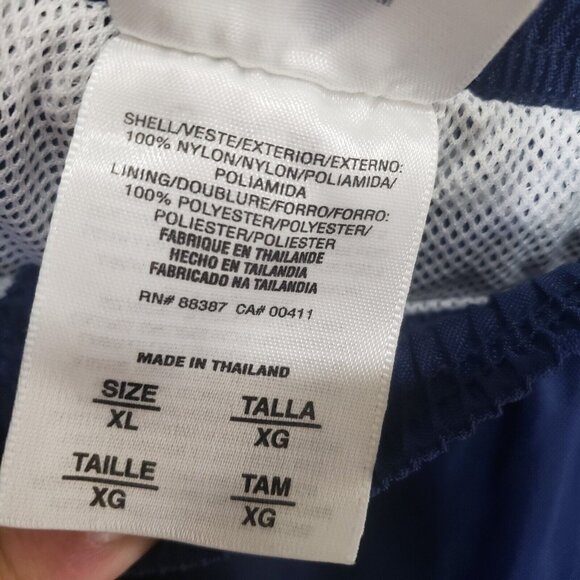 SHELL/VESTE/EXTERIOR/EXTERNO:
100% NYLON/NYLON/POLIAMIDA/
POLIAMIDA
LINING/DOUBLURE/FORRO/FORRO:
100% POLYESTER/POLYESTER/
POLIESTER/POLIESTER
FABRIQUE EN THAILANDE
HECHO EN TAILANDIA
FABRICADO NA TAILANDIA
RN# 88387 CA# 00411
MADE IN THAILAND
SIZE TALLA
XL XG
TAILLE TAM
XG XG